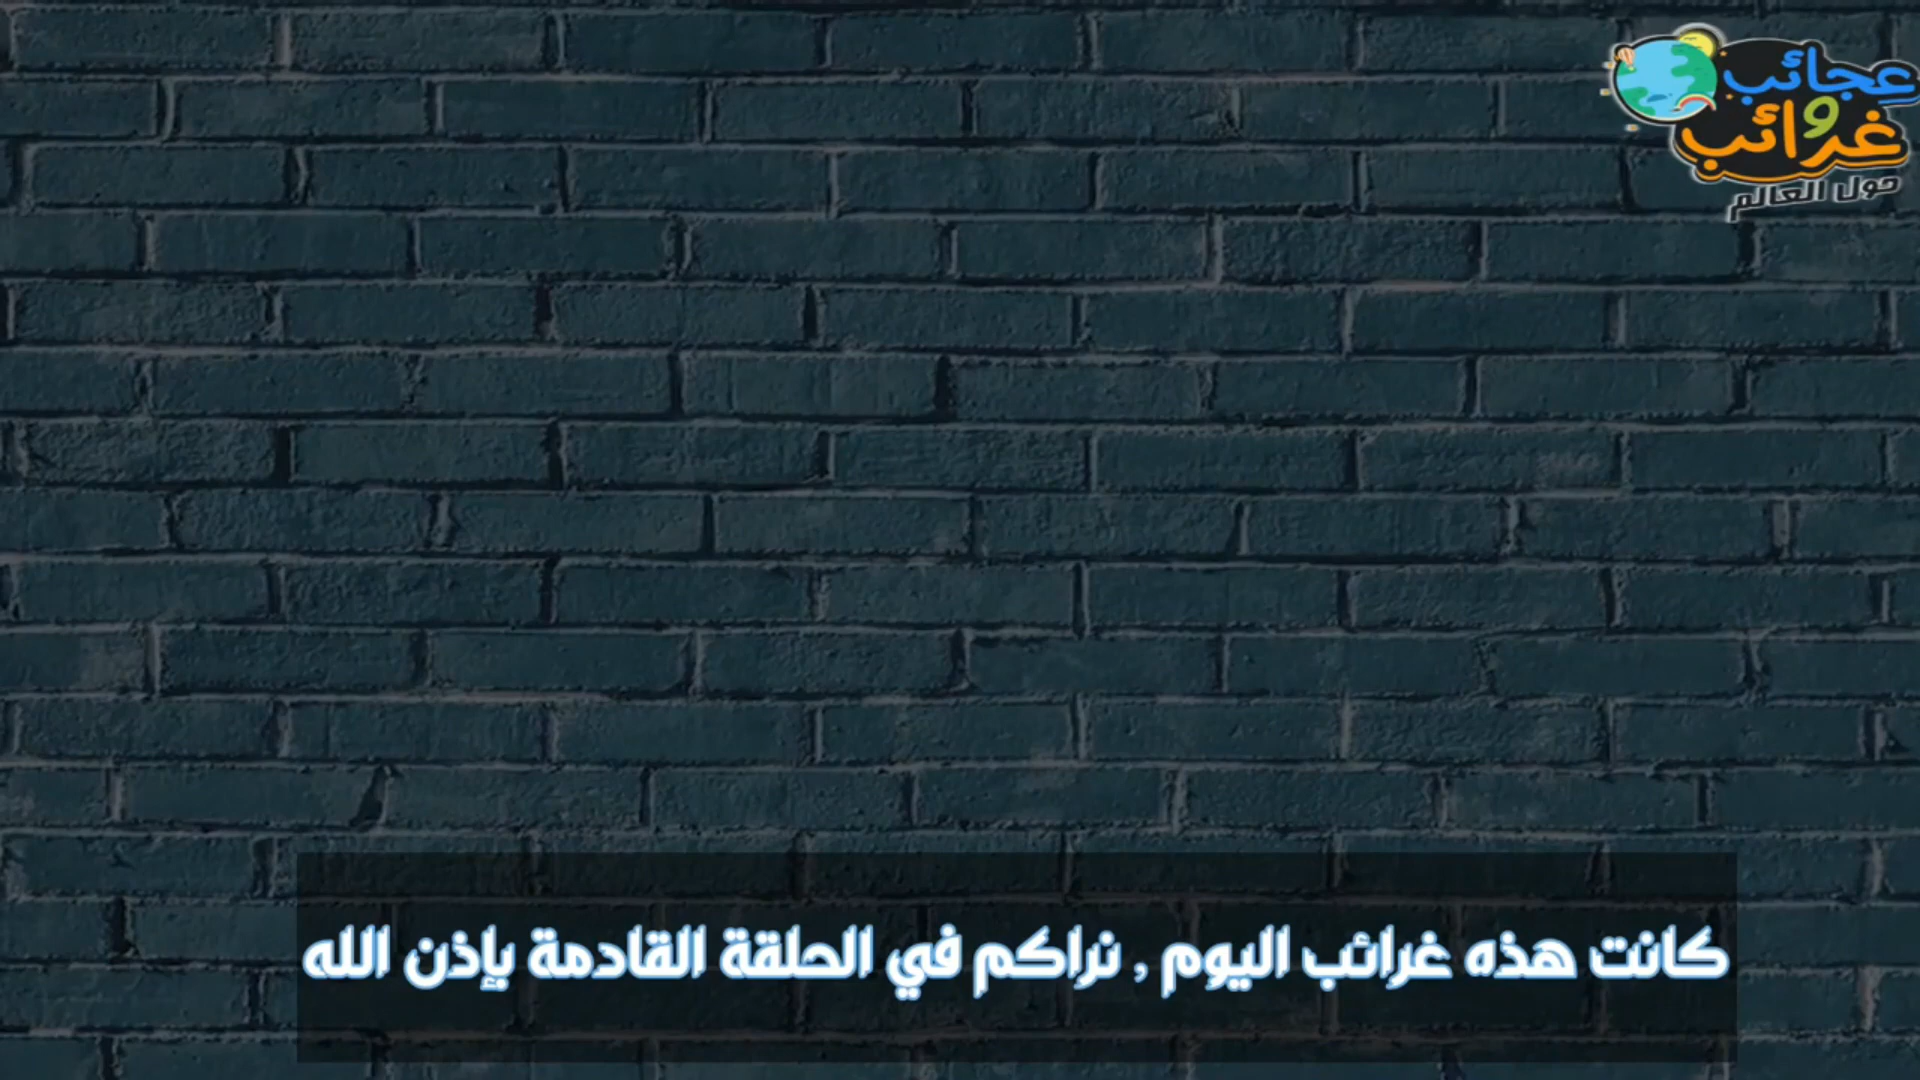 عجائب
و
غرائب
حول العالم
كانت هذه غرائب اليوم , نراكم في الحلقة القادمة بإذن الله